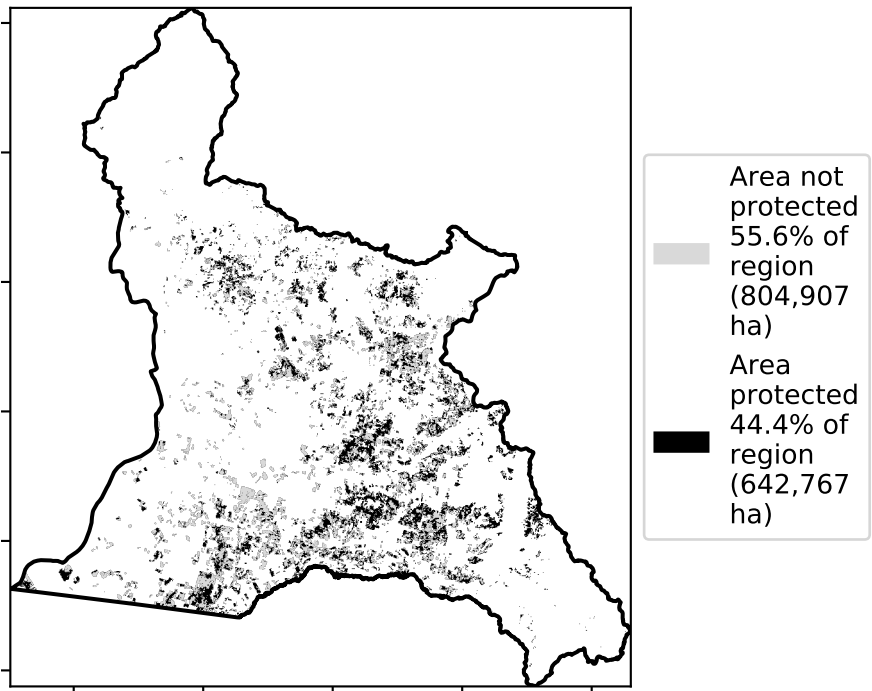 Area not
protected
55.6% of
region
(804,907
ha)
Area
protected
44.4% of
region
(642,767
ha)